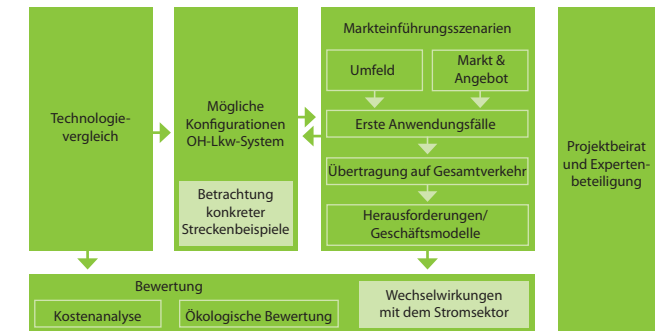 Technologie-
vergleich
Mögliche
Konfigurationen
OH-Lkw-System
Betrachtung
konkreter
Streckenbeispiele
Markteinführungsszenarien
Umfeld
Markt &
Angebot
Erste Anwendungsfälle
Übertragung auf Gesamtverkehr
Herausforderungen/
Geschäftsmodelle
Projektbeirat
und Experten-
beteiligung
Bewertung
Kostenanalyse
Ökologische Bewertung
Wechselwirkungen
mit dem Stromsektor